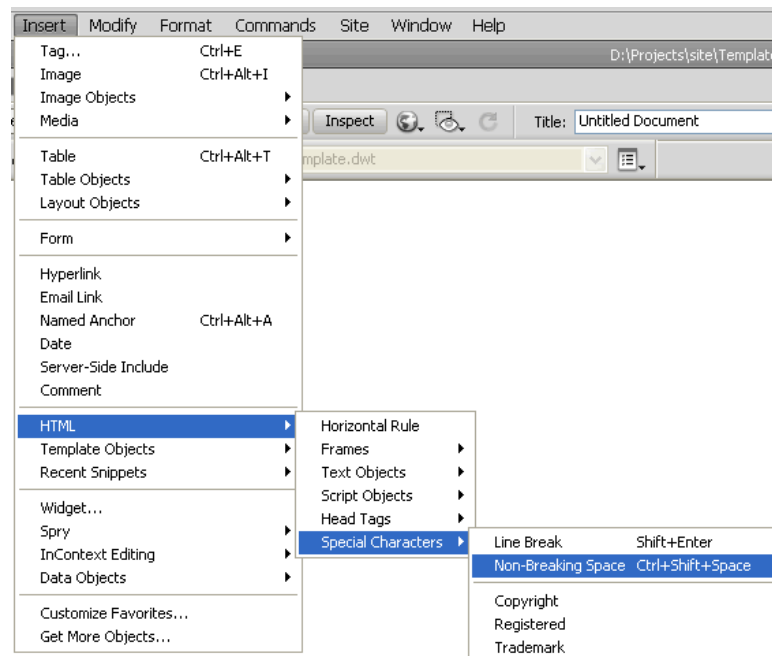 Insert Modify Format Commands Site Window Help
Tag... Ctrl+E
D:\Projects\site\Template
Image Ctrl+Alt+I
Image Objects
Media
Inspect
Title: Untitled Document
Table Ctrl+Alt+T
mplate.dwt
Table Objects
Layout Objects
Form
Hyperlink
Email Link
Named Anchor Ctrl+Alt+A
Date
Server-Side Include
Comment
HTML
Horizontal Rule
Template Objects
Frames
Recent Snippets
Text Objects
Script Objects
Widget...
Head Tags
Spry
Special Characters
Line Break Shift+Enter
InContext Editing
Non-Breaking Space Ctrl+Shift+Space
Data Objects
Copyright
Customize Favorites...
Registered
Get More Objects...
Trademark